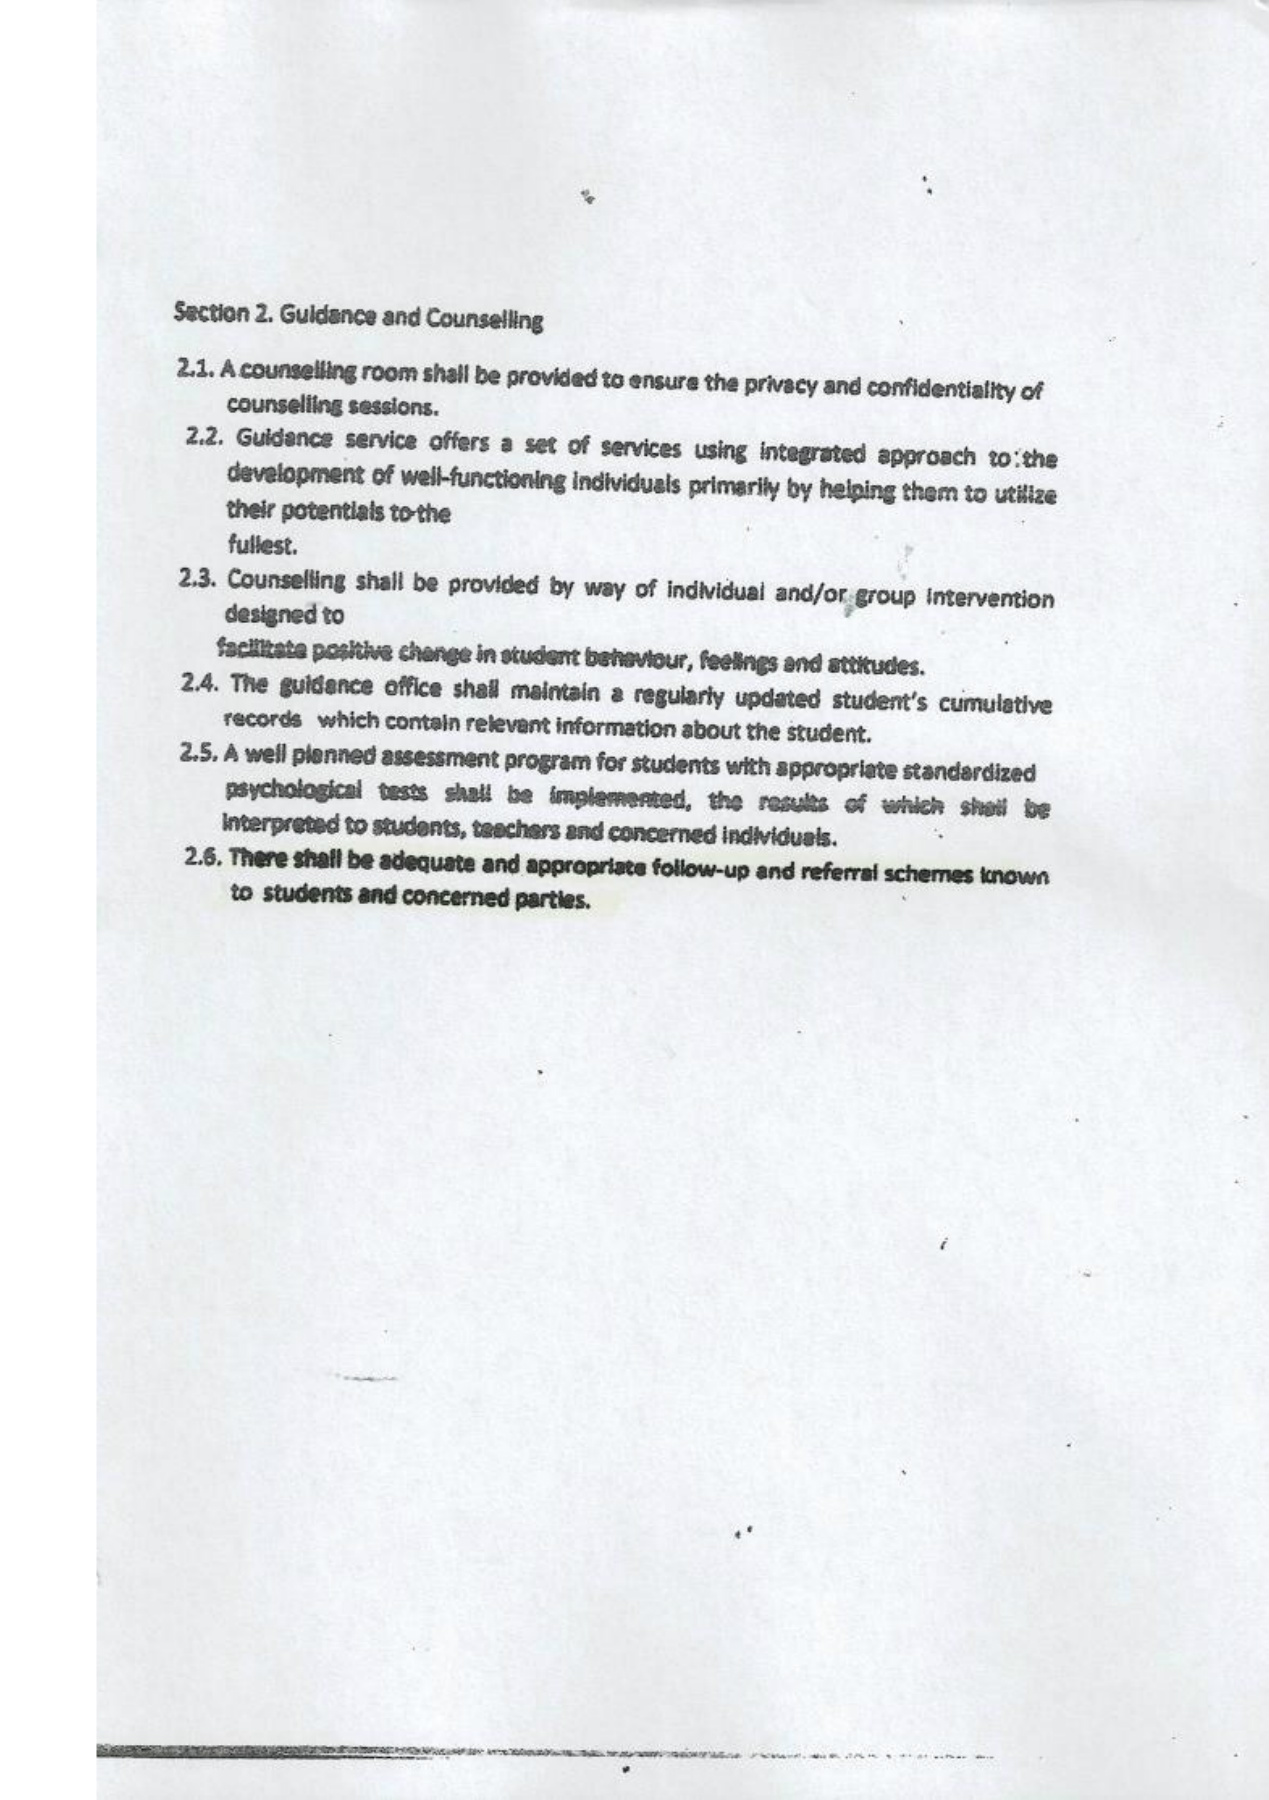 Section 2. Guidance and Counselling
2.1. A counselling room shall be provided to ensure the privacy and confidentiality of
counselling sessions.
2.2. Guidance service offers a set of services using integrated approach to the
development of well-functioning individuals primarily by helping them to utilize
their potentials to the
fullest.
2.3. Counselling shall be provided by way of individual and/or group intervention
designed to
facilitate positive change in student behaviour, feelings and attitudes.
2.4. The guidance office shall maintain a regularly updated student's cumulative
records which contain relevant information about the student.
2.5. A well planned assessment program for students with appropriate standardized
psychological tests shall be implemented, the results of which shall be
interpreted to students, teachers and concerned individuals.
2.6. There shall be adequate and appropriate follow-up and referral schemes known
to students and concerned parties.